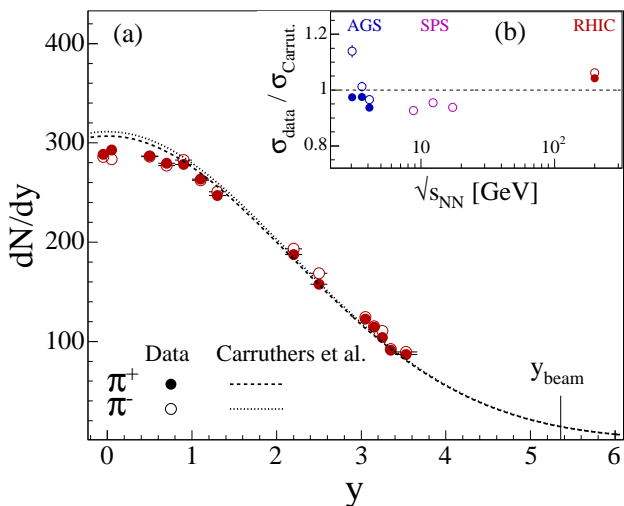 (a)
(b)
AGS
SPS
RHIC
σdata / σCarrut.
1.2
1
0.8
10
10²
√sNN [GeV]
dN/dy
400
300
200
100
Data
Carruthers et al.
π⁺
π⁻
ybeam
0
1
2
3
4
5
6
y